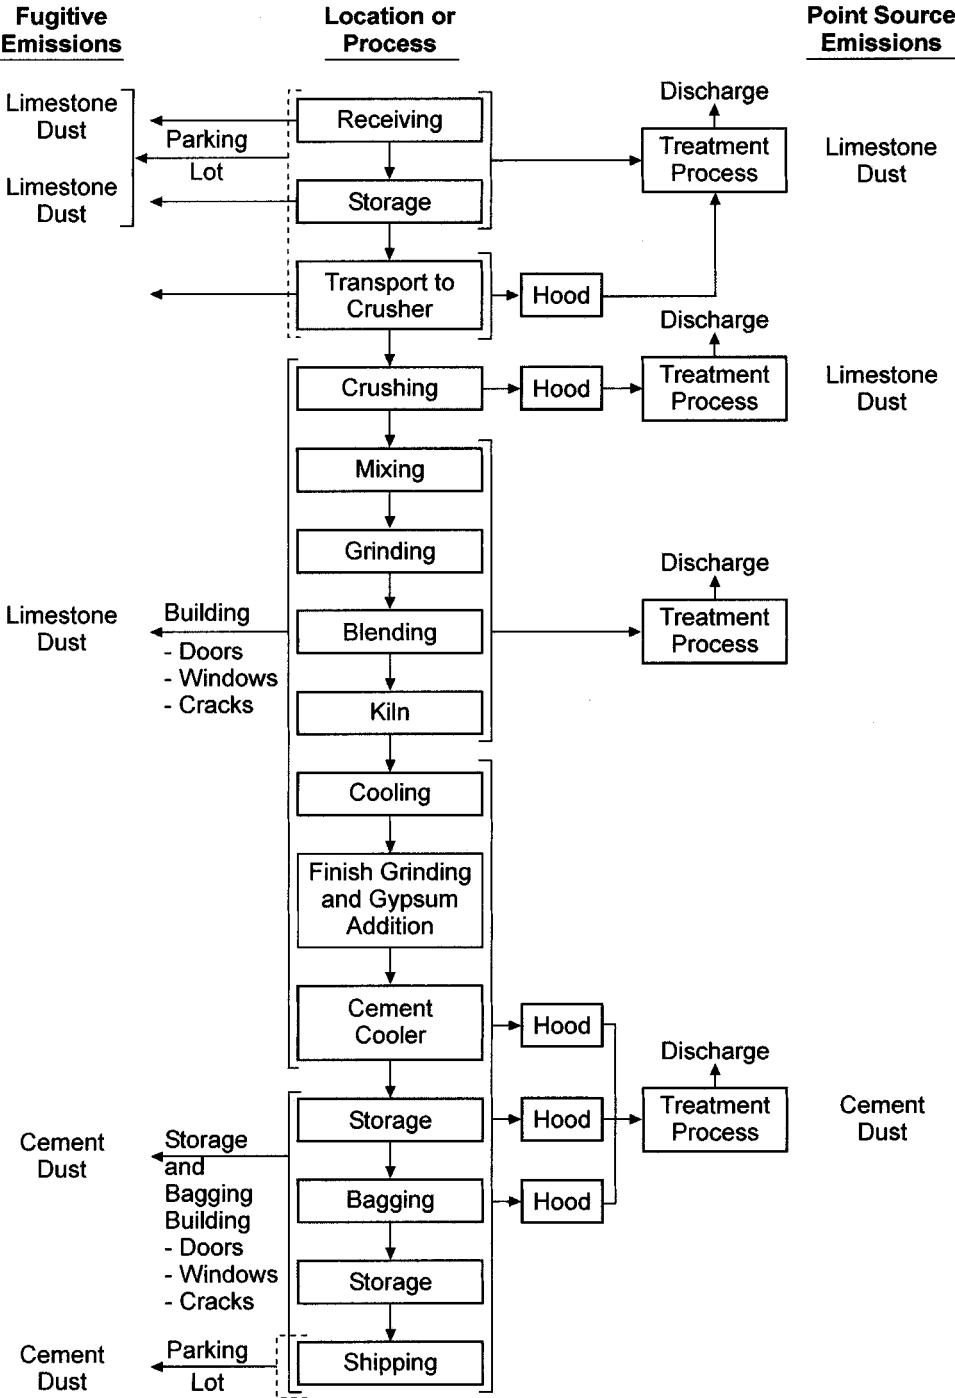 Fugitive
Emissions
Location or
Process
Point Source
Emissions
Limestone
Dust
Parking
Lot
Limestone
Dust
Receiving
Storage
Discharge
Treatment
Process
Limestone
Dust
Transport to
Crusher
Hood
Discharge
Crushing
Hood
Treatment
Process
Limestone
Dust
Mixing
Grinding
Limestone
Dust
Building
- Doors
- Windows
- Cracks
Blending
Discharge
Treatment
Process
Kiln
Cooling
Finish Grinding
and Gypsum
Addition
Cement
Cooler
Hood
Discharge
Storage
Hood
Treatment
Process
Cement
Dust
Cement
Dust
Storage
and
Bagging
Building
- Doors
- Windows
- Cracks
Bagging
Hood
Storage
Cement
Dust
Parking
Lot
Shipping